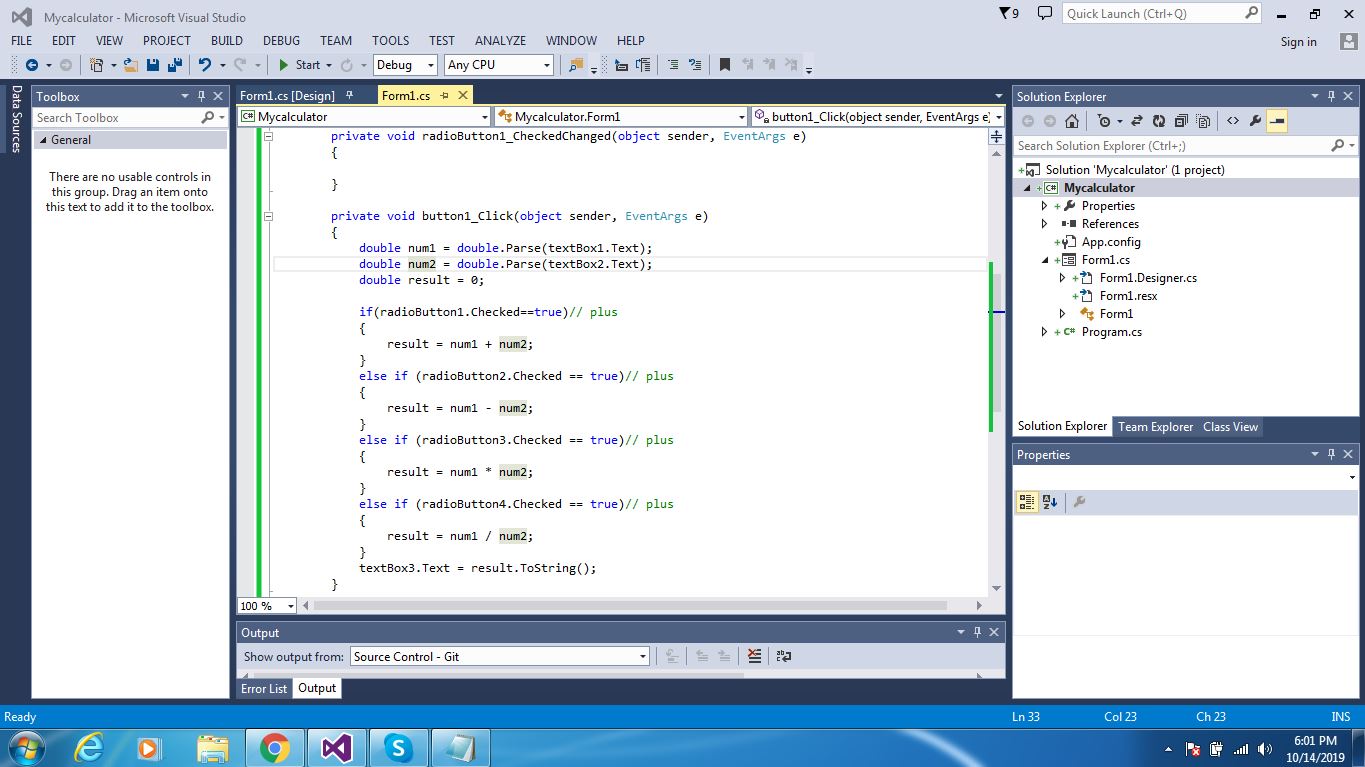 Mycalculator - Microsoft Visual Studio
9
Quick Launch (Ctrl+Q)
FILE EDIT VIEW PROJECT BUILD DEBUG TEAM TOOLS TEST ANALYZE WINDOW HELP
Sign in
Start Debug Any CPU
Data Sources
Toolbox
Search Toolbox
General
There are no usable controls in
this group. Drag an item onto
this text to add it to the toolbox.
Form1.cs [Design] Form1.cs
Mycalculator Mycalculator.Form1 button1_Click(object sender, EventArgs e)
private void radioButton1_CheckedChanged(object sender, EventArgs e)
{
}
private void button1_Click(object sender, EventArgs e)
{
double num1 = double.Parse(textBox1.Text);
double num2 = double.Parse(textBox2.Text);
double result = 0;
if(radioButton1.Checked==true)// plus
{
result = num1 + num2;
}
else if (radioButton2.Checked == true)// plus
{
result = num1 - num2;
}
else if (radioButton3.Checked == true)// plus
{
result = num1 * num2;
}
else if (radioButton4.Checked == true)// plus
{
result = num1 / num2;
}
textBox3.Text = result.ToString();
}
100 %
Output
Show output from: Source Control - Git
Error List Output
Solution Explorer
Search Solution Explorer (Ctrl+;)
Solution 'Mycalculator' (1 project)
C# Mycalculator
Properties
References
App.config
Form1.cs
Form1.Designer.cs
Form1.resx
Form1
C# Program.cs
Solution Explorer Team Explorer Class View
Properties
Ready
Ln 33 Col 23 Ch 23 INS
6:01 PM
10/14/2019